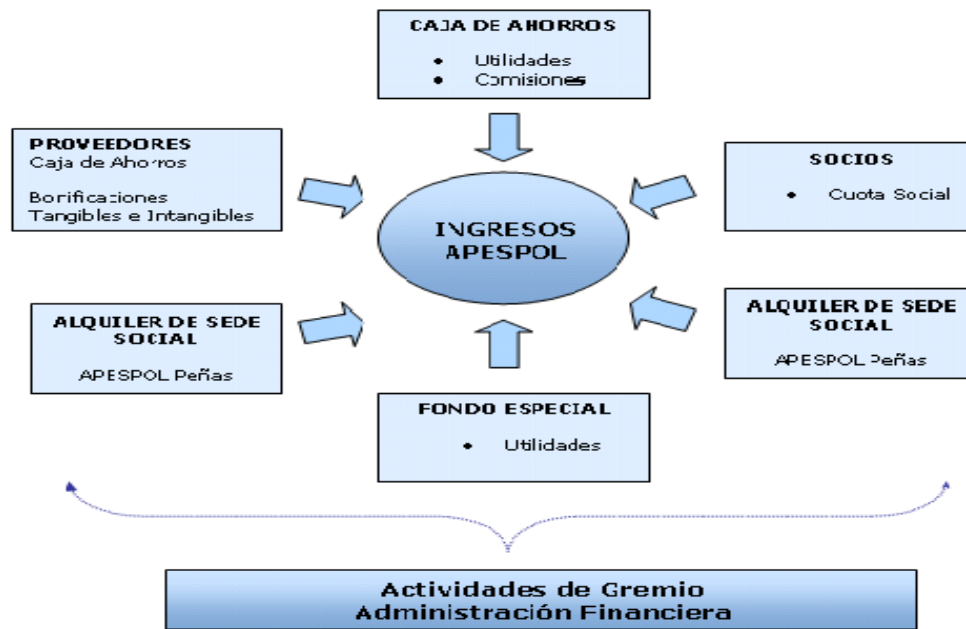 CAJA DE AHORROS
• Utilidades
• Comisiones
PROVEEDORES
Caja de Ahorros
Bonificaciones
Tangibles e Intangibles
SOCIOS
• Cuota Social
INGRESOS
APESPOL
ALQUILER DE SEDE
SOCIAL
APESPOL Peñas
ALQUILER DE SEDE
SOCIAL
APESPOL Peñas
FONDO ESPECIAL
• Utilidades
Actividades de Gremio
Administración Financiera